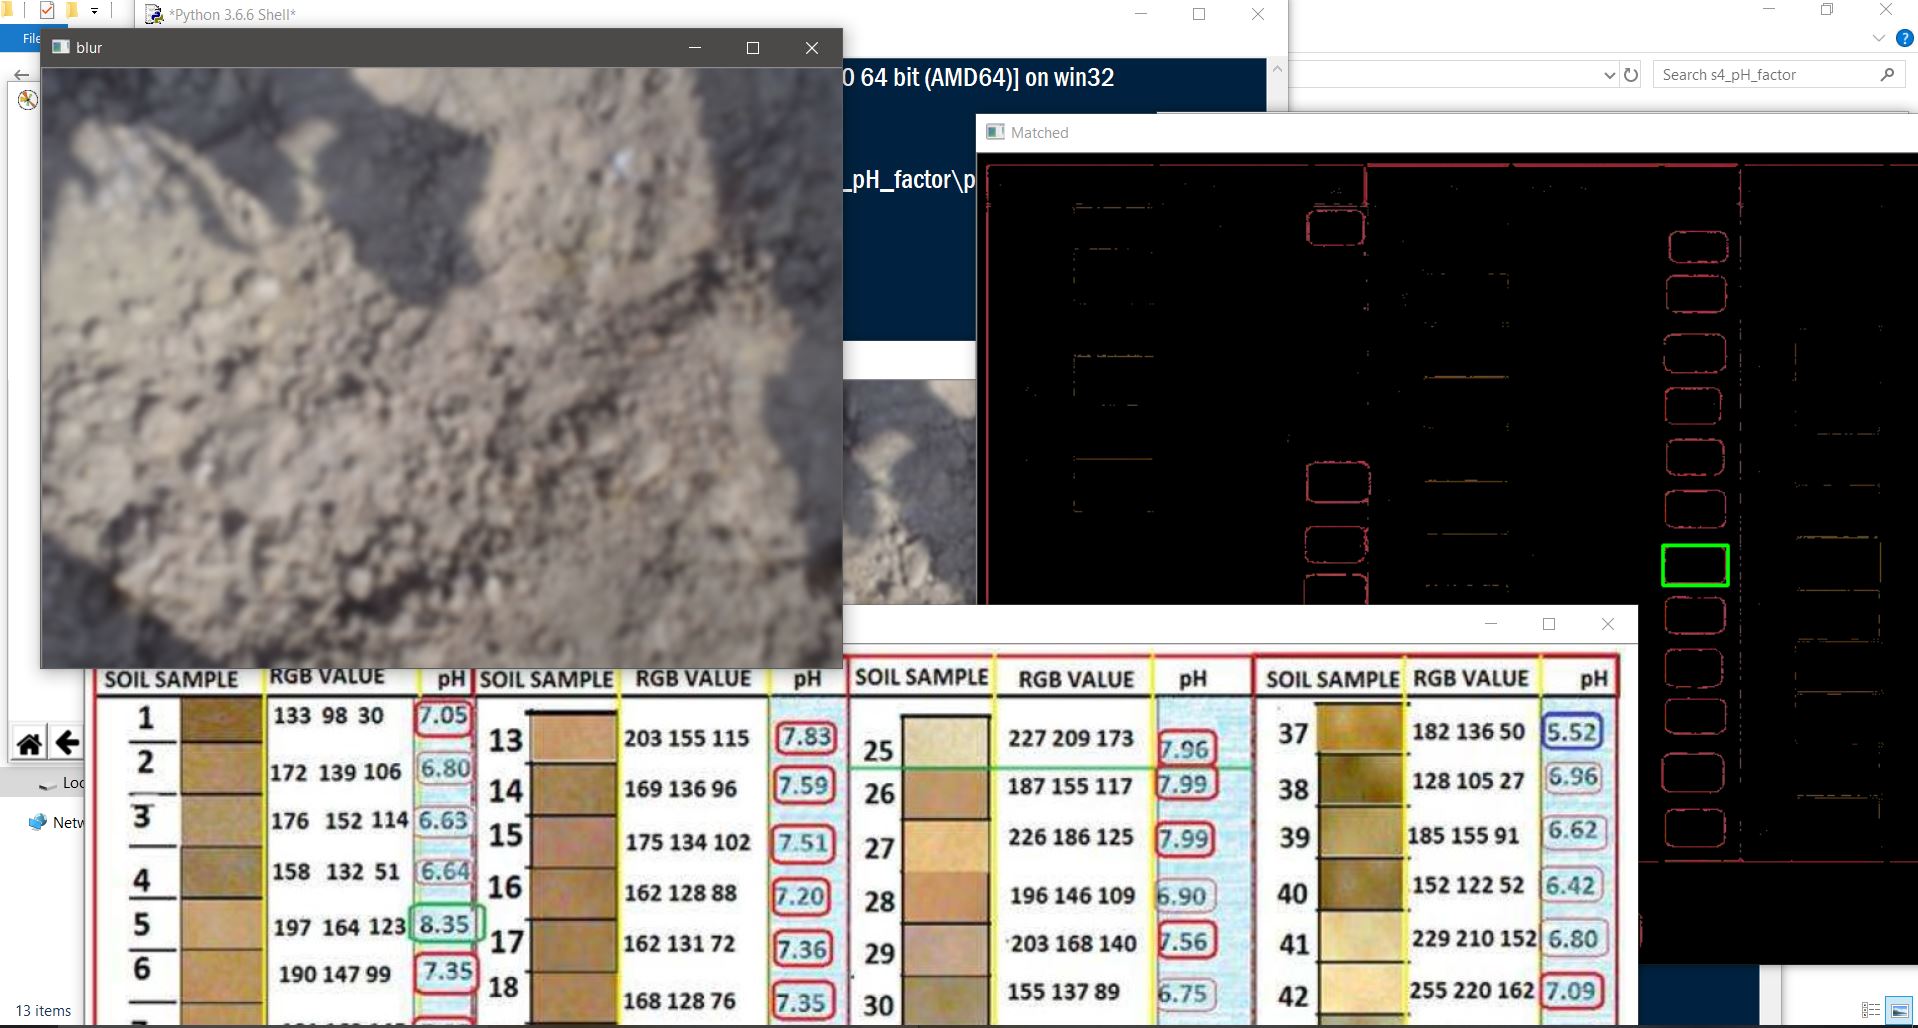 *Python 3.6.6 Shell*
File
blur
0 64 bit (AMD64)] on win32
Search s4_pH_factor
Matched
_pH_factor\p
SOIL SAMPLE RGB VALUE pH SOIL SAMPLE RGB VALUE pH SOIL SAMPLE RGB VALUE pH SOIL SAMPLE RGB VALUE pH
1 133 98 30 7.05 13 203 155 115 7.83 25 227 209 173 7.96 37 182 136 50 5.52
2 172 139 106 6.80 14 169 136 96 7.59 26 187 155 117 7.99 38 128 105 27 6.96
3 176 152 114 6.63 15 175 134 102 7.51 27 226 186 125 7.99 39 185 155 91 6.62
4 158 132 51 6.64 16 162 128 88 7.20 28 196 146 109 6.90 40 152 122 52 6.42
5 197 164 123 8.35 17 162 131 72 7.36 29 203 168 140 7.56 41 229 210 152 6.80
6 190 147 99 7.35 18 168 128 76 7.35 30 155 137 89 6.75 42 255 220 162 7.09
Loc
Netw
13 items